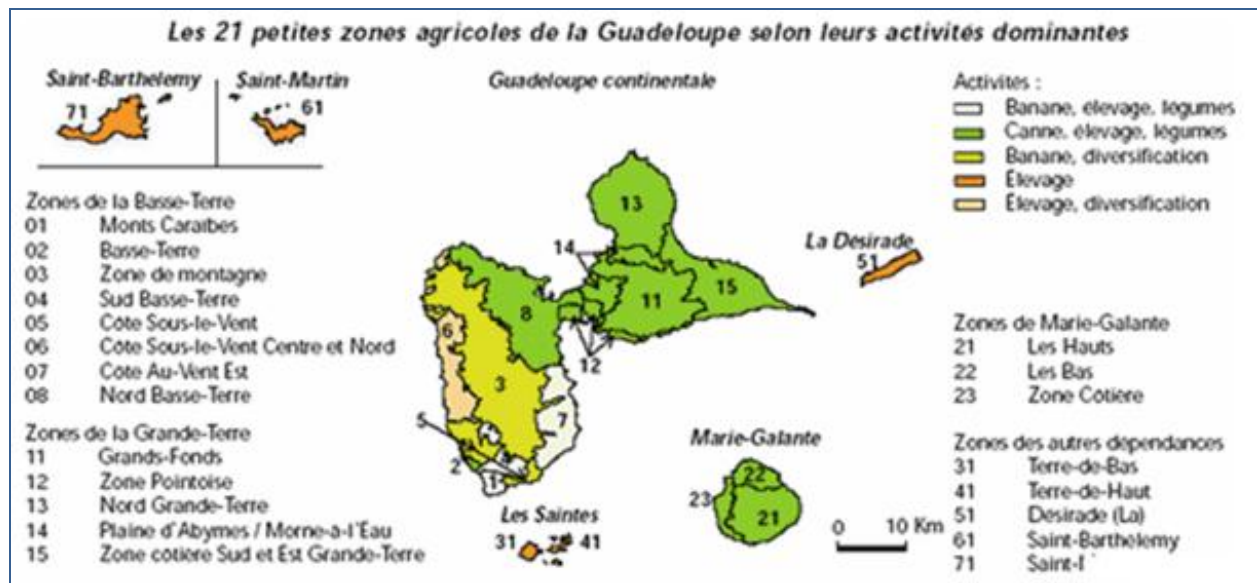 Les 21 petites zones agricoles de la Guadeloupe selon leurs activités dominantes
Saint-Barthelemy
71
Saint-Martin
61
Guadeloupe continentale
Activites :
Banane, elevage, légumes
Canne, élevage, légumes
Banane, diversification
Elevage
Élevage, diversification
Zones de la Basse-Terre
01 Monts Caraibes
02 Basse-Terre
03 Zone de montagne
04 Sud Basse-Terre
05 Côte Sous-le-Vent
06 Côte Sous-le-Vent Centre et Nord
07 Côte Au-Vent Est
08 Nord Basse-Terre
Zones de la Grande-Terre
11 Grands-Fonds
12 Zone Pointoise
13 Nord Grande-Terre
14 Plaine d'Abymes / Morne-a-l'Eau
15 Zone côtière Sud et Est Grande-Terre
13
14
11
15
8
12
6
3
7
5
2
1
La Desirade
51
Marie-Galante
22
23
21
Les Saintes
31
41
0 10 Km
Zones de Marie-Galante
21 Les Hauts
22 Les Bas
23 Zone Côtiere
Zones des autres dépendances
31 Terre-de-Bas
41 Terre-de-Haut
51 Desirade (La)
61 Saint-Barthelemy
71